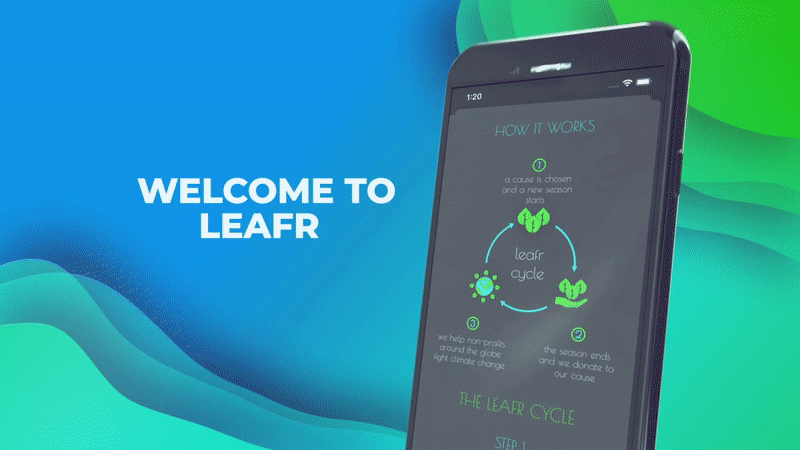 WELCOME TO
LEAFR
1:20
HOW IT WORKS
1
a cause is chosen
and a new season
starts
leafr
cycle
3
we help non-profits
around the globe
fight climate change
2
the season ends
and we donate to
our cause
THE LEAFR CYCLE
STEP 1